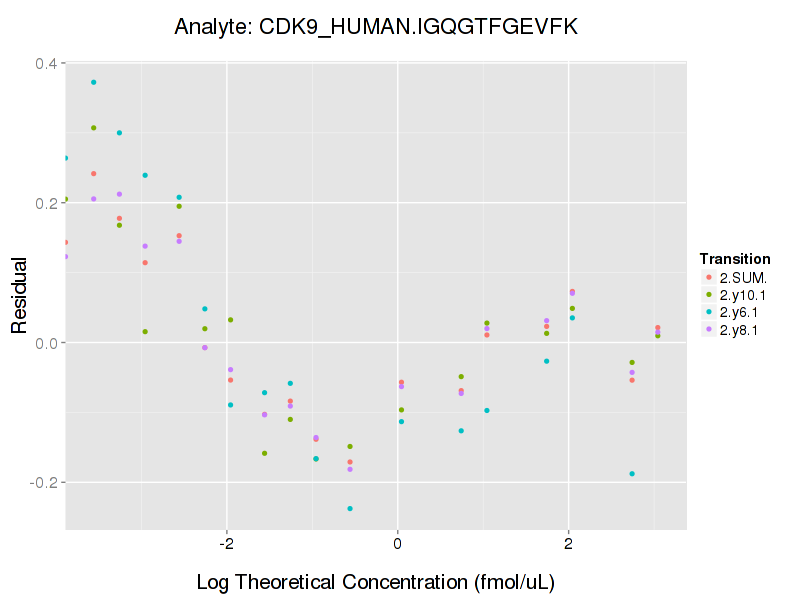 Analyte: CDK9_HUMAN.IGQGTFGEVFK
0.4
0.2
0.0
-0.2
Residual
-2
0
2
Log Theoretical Concentration (fmol/uL)
Transition
2.SUM.
2.y10.1
2.y6.1
2.y8.1